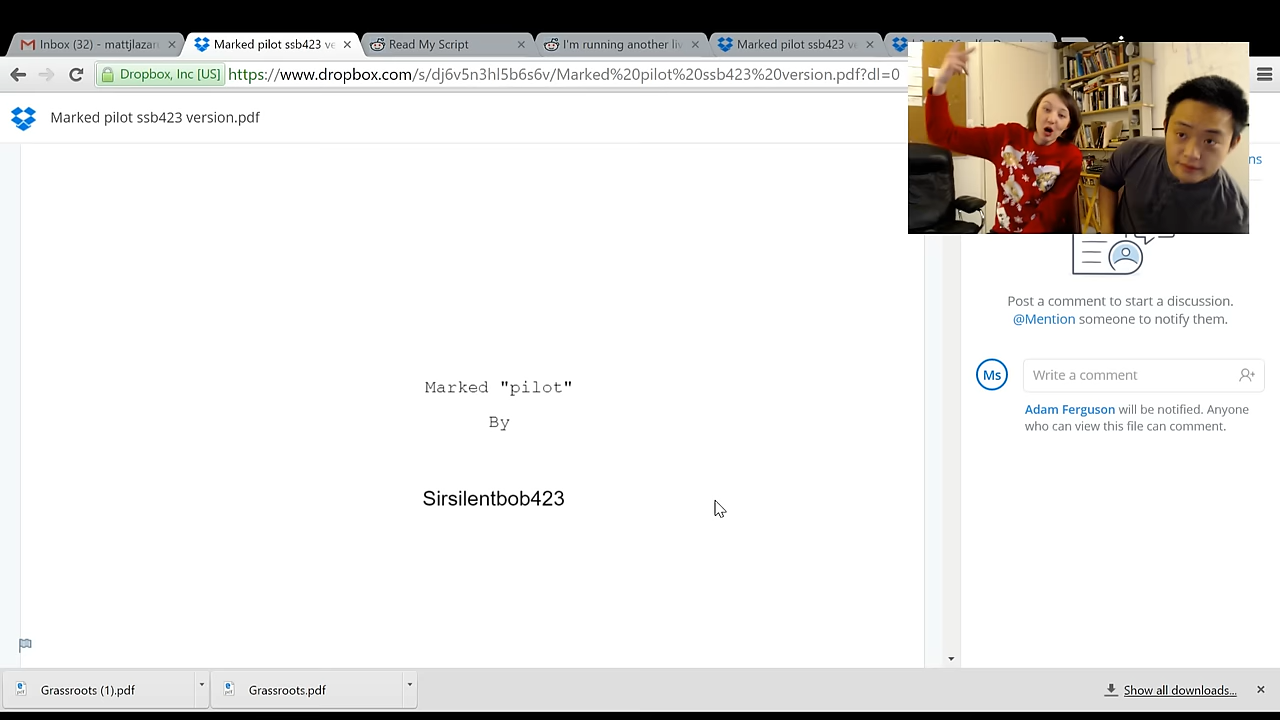 Inbox (32) - mattjlazar
Marked pilot ssb423 ve
Read My Script
I'm running another liv
Marked pilot ssb423 ve
Dropbox, Inc [US]
https://www.dropbox.com/s/dj6v5n3hl5b6s6v/Marked%20pilot%20ssb423%20version.pdf?dl=0
Marked pilot ssb423 version.pdf
Post a comment to start a discussion.
@Mention someone to notify them.
Ms
Write a comment
Adam Ferguson will be notified. Anyone
who can view this file can comment.
Marked "pilot"
By
Sirsilentbob423
Grassroots (1).pdf
Grassroots.pdf
Show all downloads...